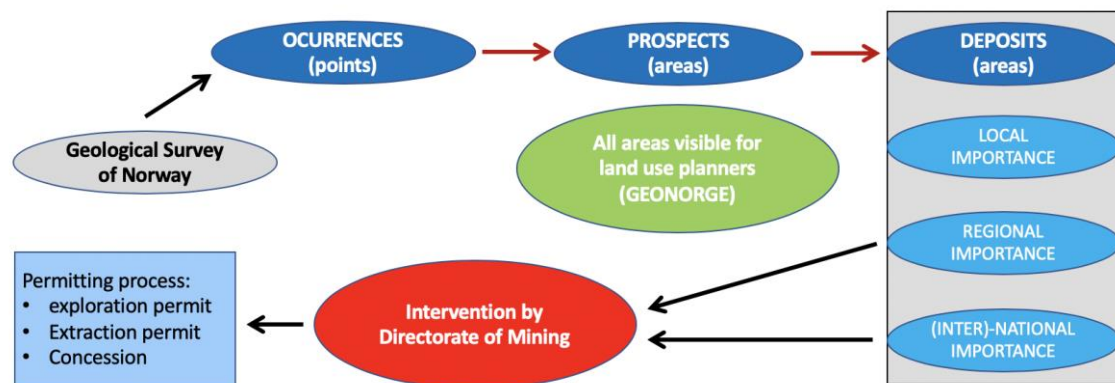 OCURRENCES
(points)
PROSPECTS
(areas)
DEPOSITS
(areas)
Geological Survey
of Norway
All areas visible for
land use planners
(GEONORGE)
LOCAL
IMPORTANCE
REGIONAL
IMPORTANCE
(INTER)-NATIONAL
IMPORTANCE
Intervention by
Directorate of Mining
Permitting process:
• exploration permit
• Extraction permit
• Concession